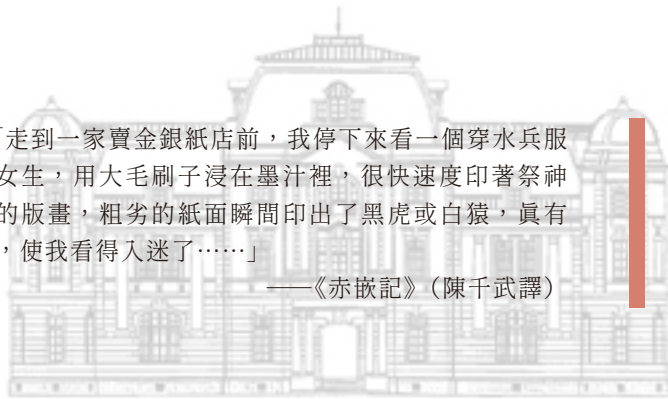 「走到一家賣金銀紙店前，我停下來看一個穿水兵服
女生，用大毛刷子浸在墨汁裡，很快速度印著祭神
的版畫，粗劣的紙面瞬間印出了黑虎或白猿，真有
，使我看得入迷了……」
——《赤嵌記》（陳千武譯）